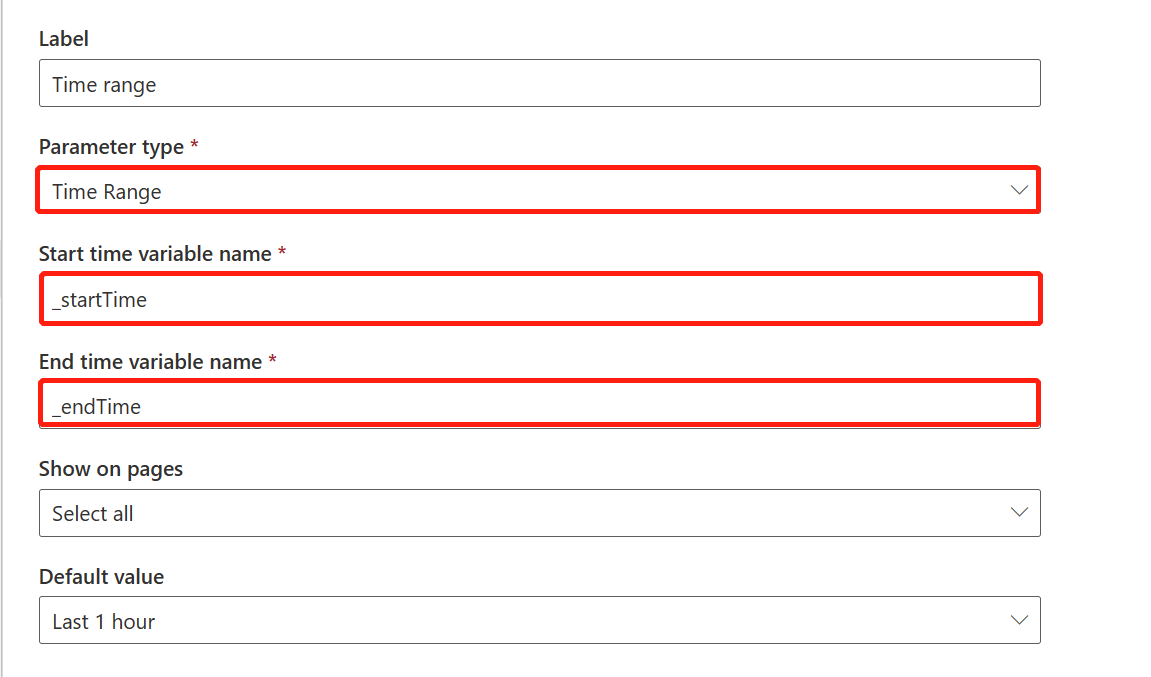 Label
Time range
Parameter type *
Time Range
Start time variable name *
_startTime
End time variable name *
_endTime
Show on pages
Select all
Default value
Last 1 hour